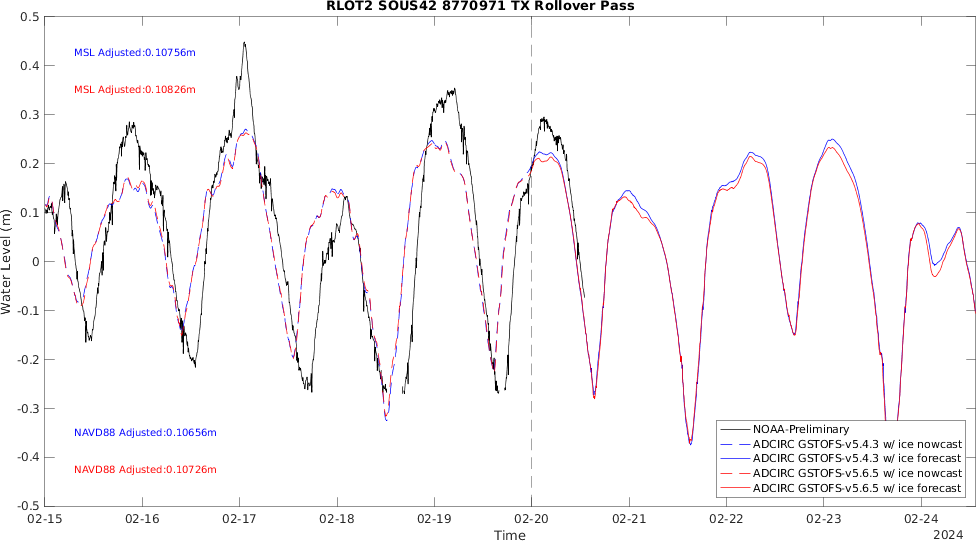 RLOT2 SOUS42 8770971 TX Rollover Pass
0.5
0.4
0.3
0.2
0.1
0
-0.1
-0.2
-0.3
-0.4
-0.5
Water Level (m)
MSL Adjusted:0.10756m
MSL Adjusted:0.10826m
NAVD88 Adjusted:0.10656m
NAVD88 Adjusted:0.10726m
NOAA-Preliminary
ADCIRC GSTOFS-v5.4.3 w/ ice nowcast
ADCIRC GSTOFS-v5.4.3 w/ ice forecast
ADCIRC GSTOFS-v5.6.5 w/ ice nowcast
ADCIRC GSTOFS-v5.6.5 w/ ice forecast
02-15 02-16 02-17 02-18 02-19 02-20 02-21 02-22 02-23 02-24
Time
2024